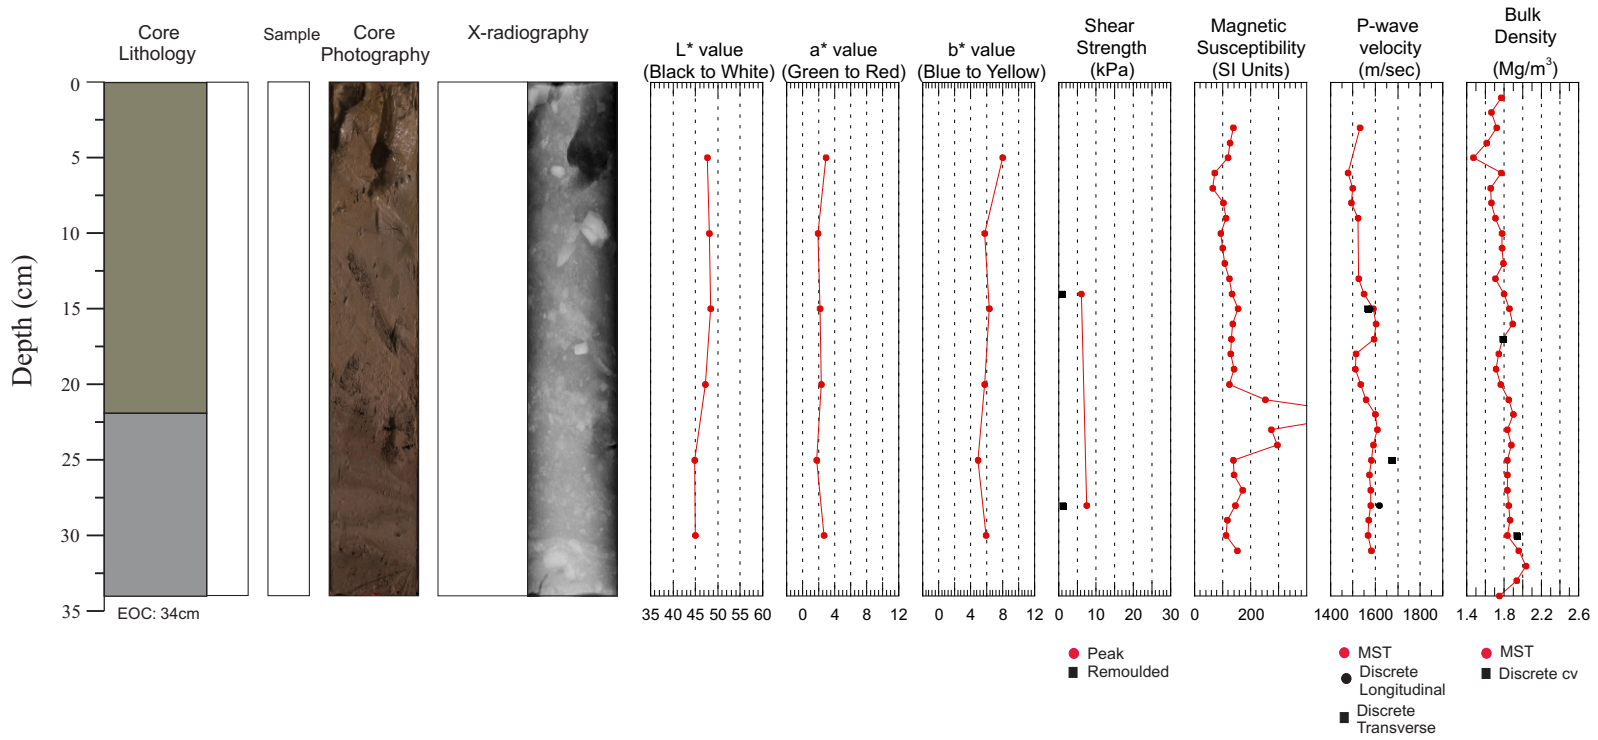 Core
Lithology
Sample
Core
Photography
X-radiography
L* value
(Black to White)
a* value
(Green to Red)
b* value
(Blue to Yellow)
Shear
Strength
(kPa)
Magnetic
Susceptibility
(SI Units)
P-wave
velocity
(m/sec)
Bulk
Density
(Mg/m³)
Depth (cm)
0
5
10
15
20
25
30
35
EOC: 34cm
35 40 45 50 55 60
0 4 8 12
0 4 8 12
0 10 20 30
0 200
1400 1600 1800
1.4 1.8 2.2 2.6
Peak
Remoulded
MST
Discrete
Longitudinal
Discrete
Transverse
MST
Discrete cv